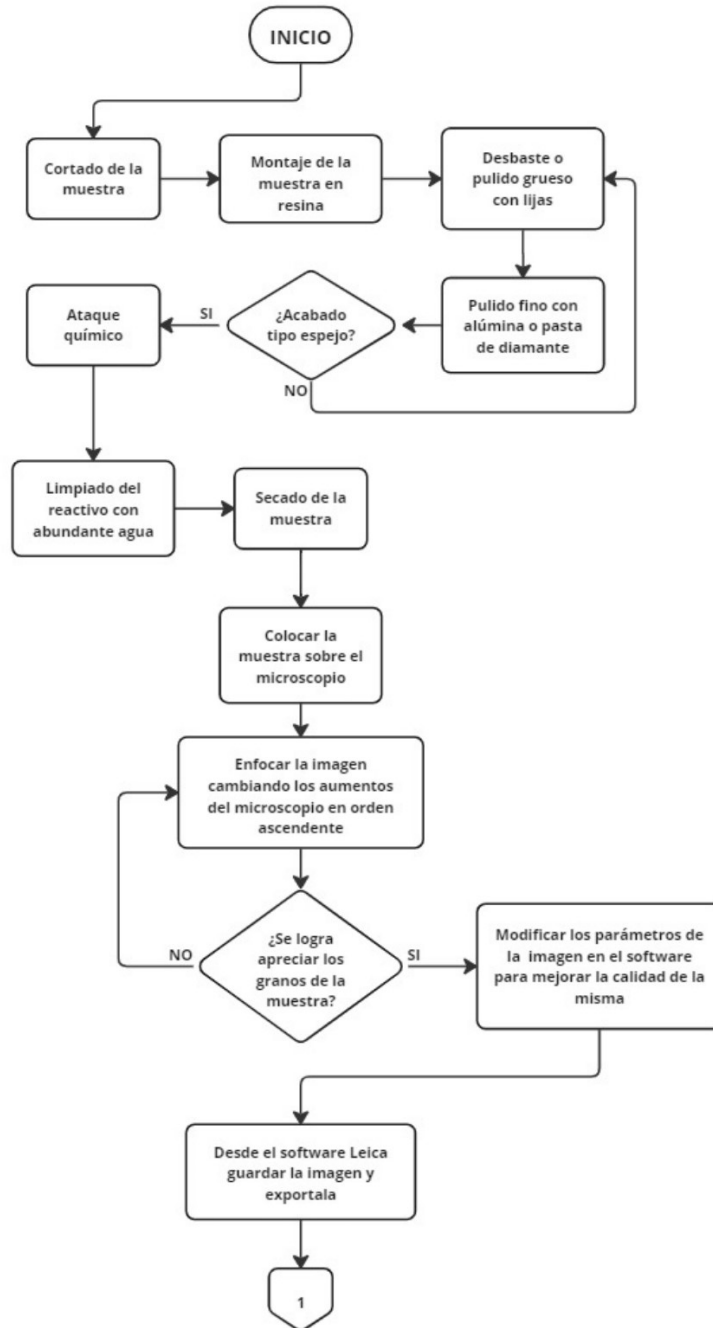 INICIO
Cortado de la
muestra
Montaje de la
muestra en
resina
Desbaste o
pulido grueso
con lijas
Pulido fino con
alúmina o pasta
de diamante
¿Acabado
tipo espejo?
SI
NO
Ataque
químico
Limpiado del
reactivo con
abundante agua
Secado de la
muestra
Colocar la
muestra sobre el
microscopio
Enfocar la imagen
cambiando los aumentos
del microscopio en orden
ascendente
¿Se logra
apreciar los
granos de la
muestra?
NO
SI
Modificar los parámetros de
la imagen en el software
para mejorar la calidad de la
misma
Desde el software Leica
guardar la imagen y
exportala
1